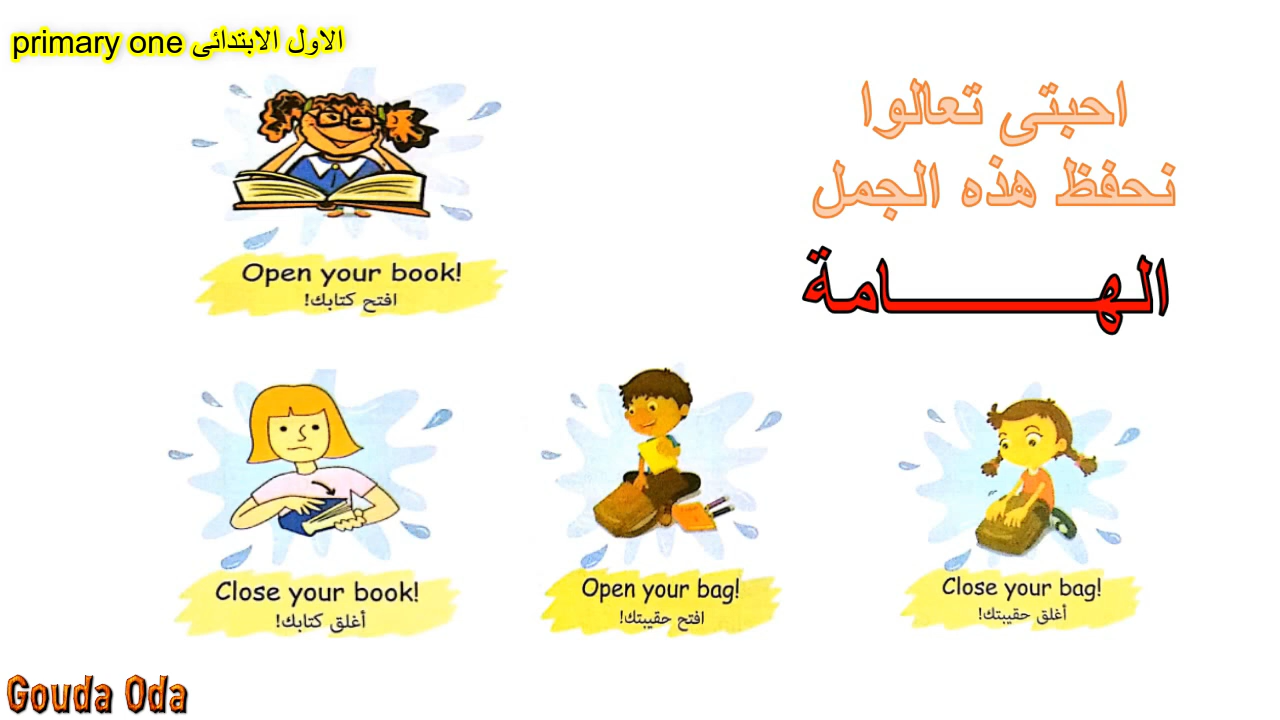 primary one الاول الابتدائى
احبتى تعالوا
نحفظ هذه الجمل
الهـــــــــــامة
Open your book!
افتح كتابك!
Close your book!
أغلق كتابك!
Open your bag!
افتح حقيبتك!
Close your bag!
أغلق حقيبتك!
Gouda Oda